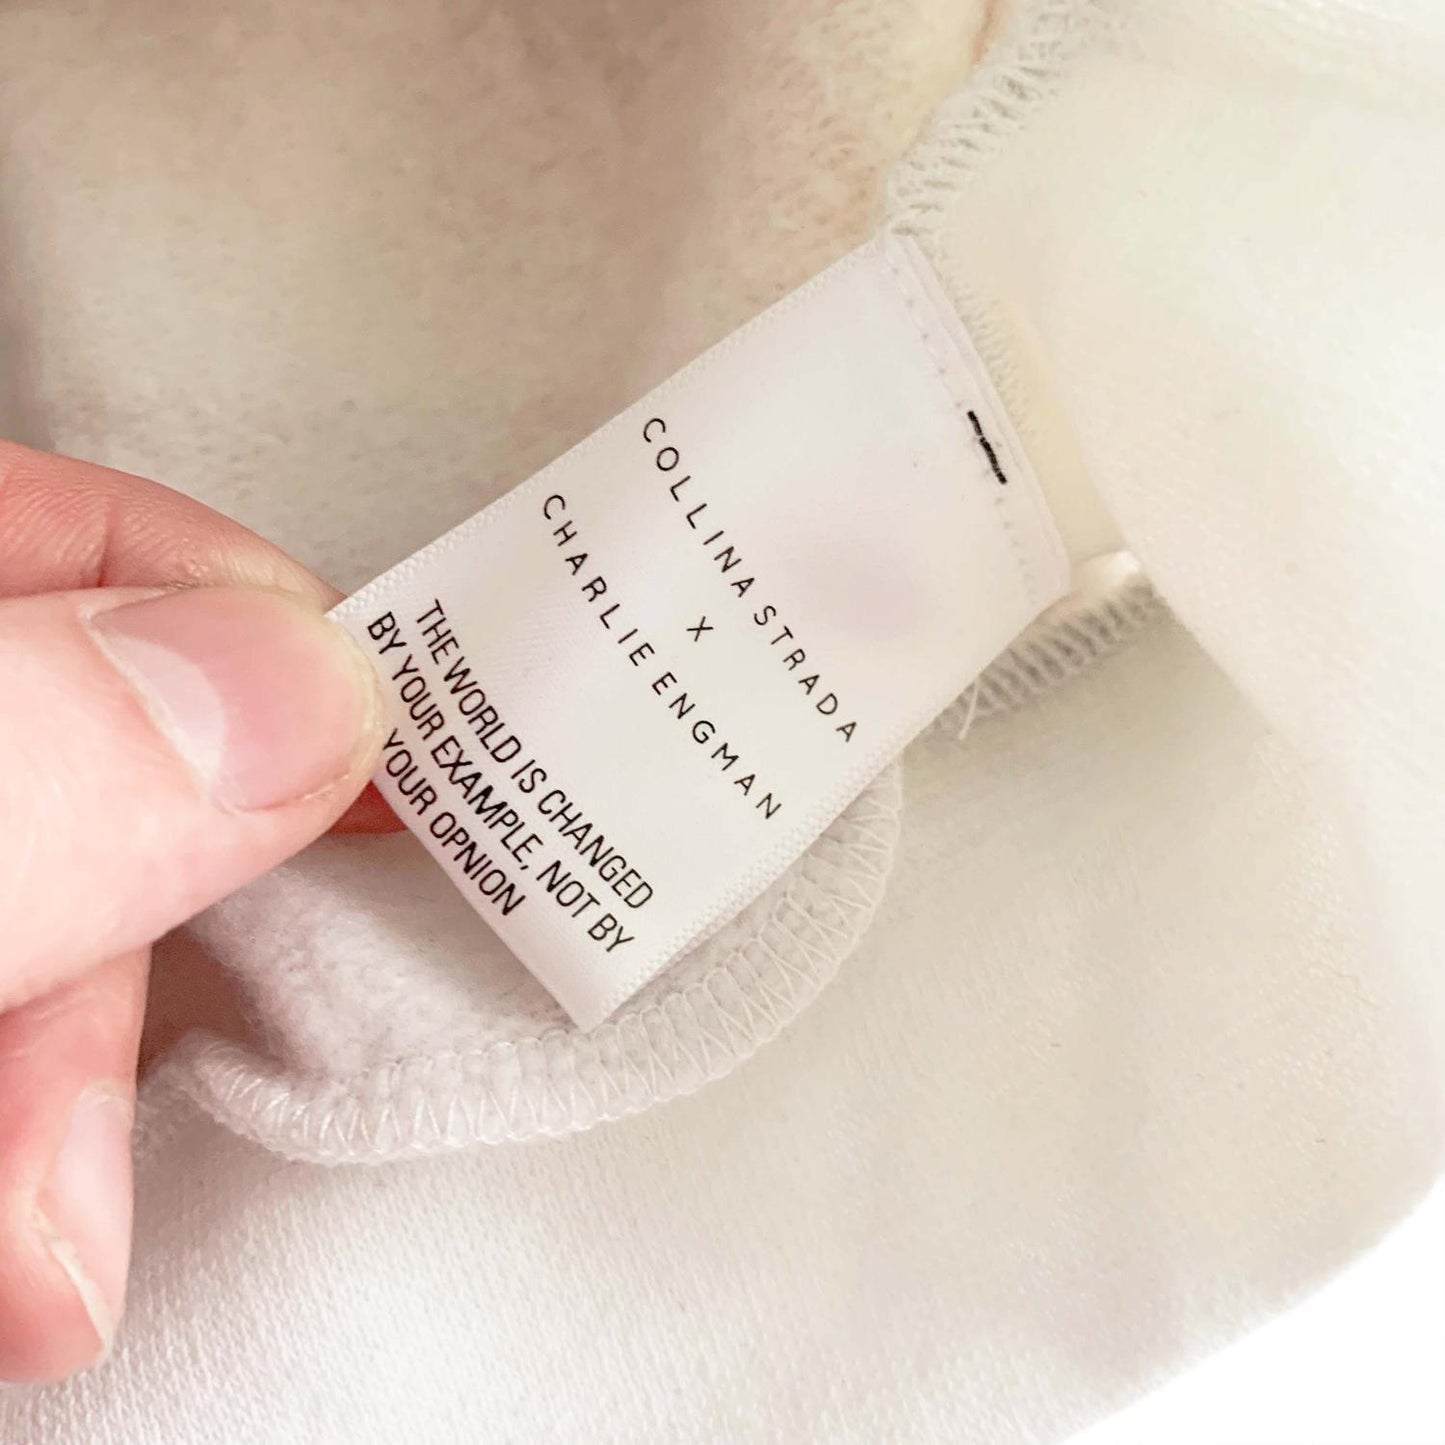 COLLINA STRADA
X
CHARLIE ENGMAN
THE WORLD IS CHANGED
BY YOUR EXAMPLE, NOT BY
YOUR OPNION